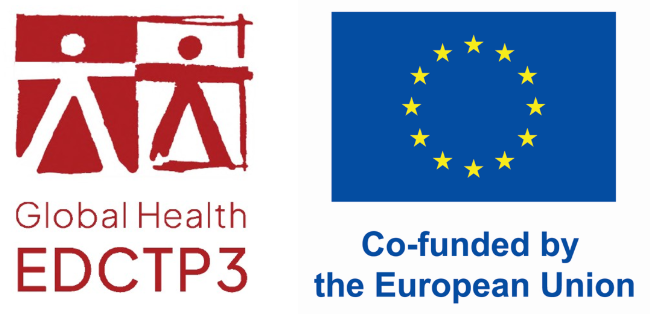 Global Health
EDCTP3
Co-funded by
the European Union